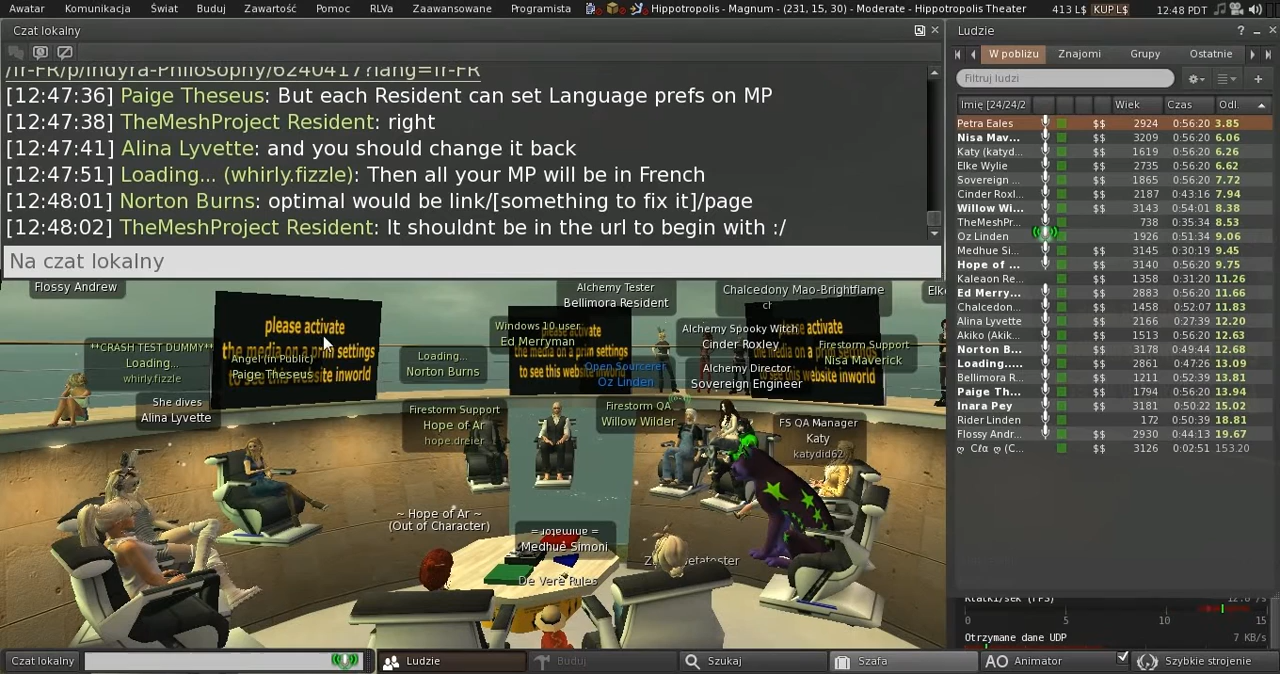 Awatar Komunikacja Świat Buduj Zawartość Pomoc RLVa Zaawansowane Programista Hippotropolis - Magnum - (231, 15, 30) - Moderate - Hippotropolis Theater 413 L$ KUP L$ 12:48 PDT
Czat lokalny
/fr-FR/p/Indyra-Philosophy/6240417?lang=fr-FR
[12:47:36] Paige Theseus: But each Resident can set Language prefs on MP
[12:47:38] TheMeshProject Resident: right
[12:47:41] Alina Lyvette: and you should change it back
[12:47:51] Loading... (whirly.fizzle): Then all your MP will be in French
[12:48:01] Norton Burns: optimal would be link/[something to fix it]/page
[12:48:02] TheMeshProject Resident: It shouldnt be in the url to begin with :/
Na czat lokalny
Flossy Andrew
Alchemy Tester
Bellimora Resident
Chalcedony Mao-Brightflame
ch
Elke
please activate
the media on a prim settings
to see this website inworld
please activate
the media on a prim settings
to see this website inworld
please activate
the media on a prim settings
to see this website inworld
**CRASH TEST DUMMY**
Loading...
whirly.fizzle
Paige Theseus
Windows 10 user
Ed Merryman
Loading...
Norton Burns
Alchemy Spooky Witch
Cinder Roxley
Firestorm Support
Nisa Maverick
Open Sourcerer
Oz Linden
Alchemy Director
Sovereign Engineer
She dives
Alina Lyvette
Firestorm Support
Hope of Ar
hope.dreier
Firestorm QA
Willow Wilder
FS QA Manager
Katy
katydid62
~ Hope of Ar ~
(Out of Character)
Medhue Simoni
De Vere Rules
Ludzie
? _ ×
W pobliżu Znajomi Grupy Ostatnie
Filtruj ludzi
Imię [24/24/2 Wiek Czas Odl.
Petra Eales $$ 2924 0:56:20 3.85
Nisa Mav... $$ 3209 0:56:20 6.06
Katy (katyd... $$ 1619 0:56:20 6.26
Elke Wylie $$ 2735 0:56:20 6.62
Sovereign ... $$ 1865 0:56:20 7.72
Cinder Roxl... $$ 2187 0:43:16 7.94
Willow Wi... $$ 3143 0:54:01 8.38
TheMeshPr... 738 0:35:34 8.53
Oz Linden 1926 0:51:34 9.06
Medhue Si... $$ 3145 0:30:19 9.45
Hope of ... $$ 3140 0:56:20 9.75
Kaleaon Re... $$ 1358 0:31:20 11.26
Ed Merry... $$ 2883 0:56:20 11.66
Chalcedon... $$ 1458 0:52:07 11.83
Alina Lyvette $$ 2166 0:27:39 12.20
Akiko (Akik... $$ 1513 0:56:20 12.63
Norton B... $$ 3178 0:49:44 12.68
Loading..... $$ 2861 0:47:26 13.09
Bellimora R... $$ 1211 0:52:39 13.81
Paige Th... $$ 1794 0:56:20 13.94
Inara Pey $$ 3181 0:50:22 15.02
Rider Linden 172 0:50:39 18.81
Flossy Andr... $$ 2930 0:44:13 19.67
ღ Cℓα ღ (C... $$ 3126 0:02:51 153.20
Klatki/sek (FPS) 12.0 /s
0 5 10 15
Otrzymane dane UDP 7 KB/s
Czat lokalny Ludzie Buduj Szukaj Szafa AO Animator Szybkie strojenie